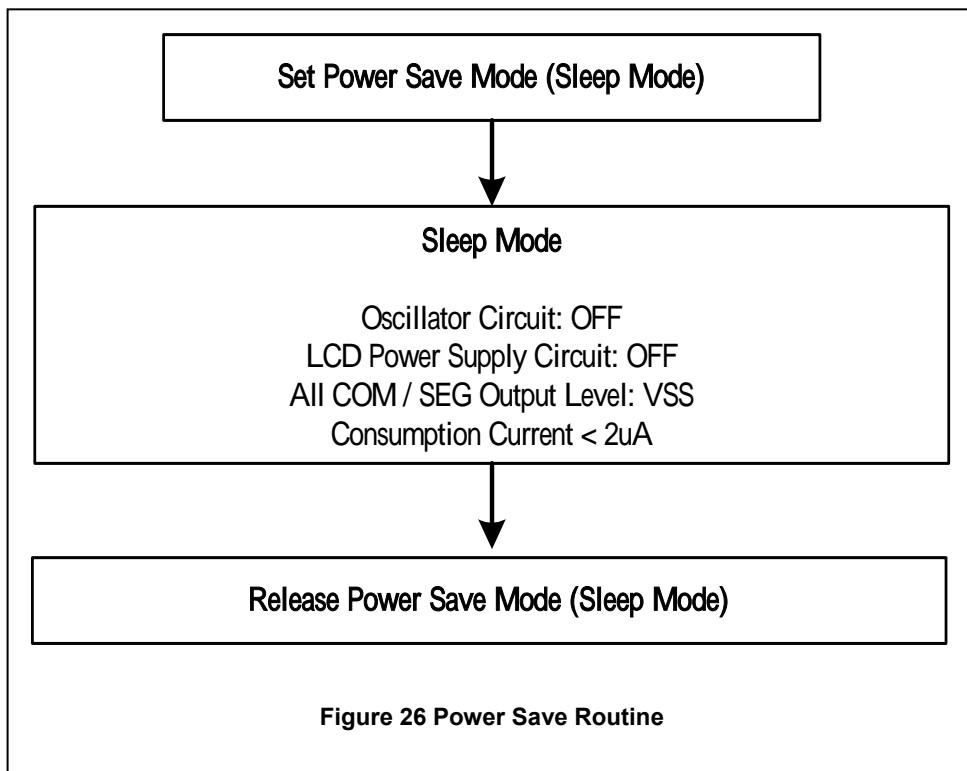 Set Power Save Mode (Sleep Mode)
Sleep Mode
Oscillator Circuit: OFF
LCD Power Supply Circuit: OFF
All COM / SEG Output Level: VSS
Consumption Current < 2uA
Release Power Save Mode (Sleep Mode)
Figure 26 Power Save Routine